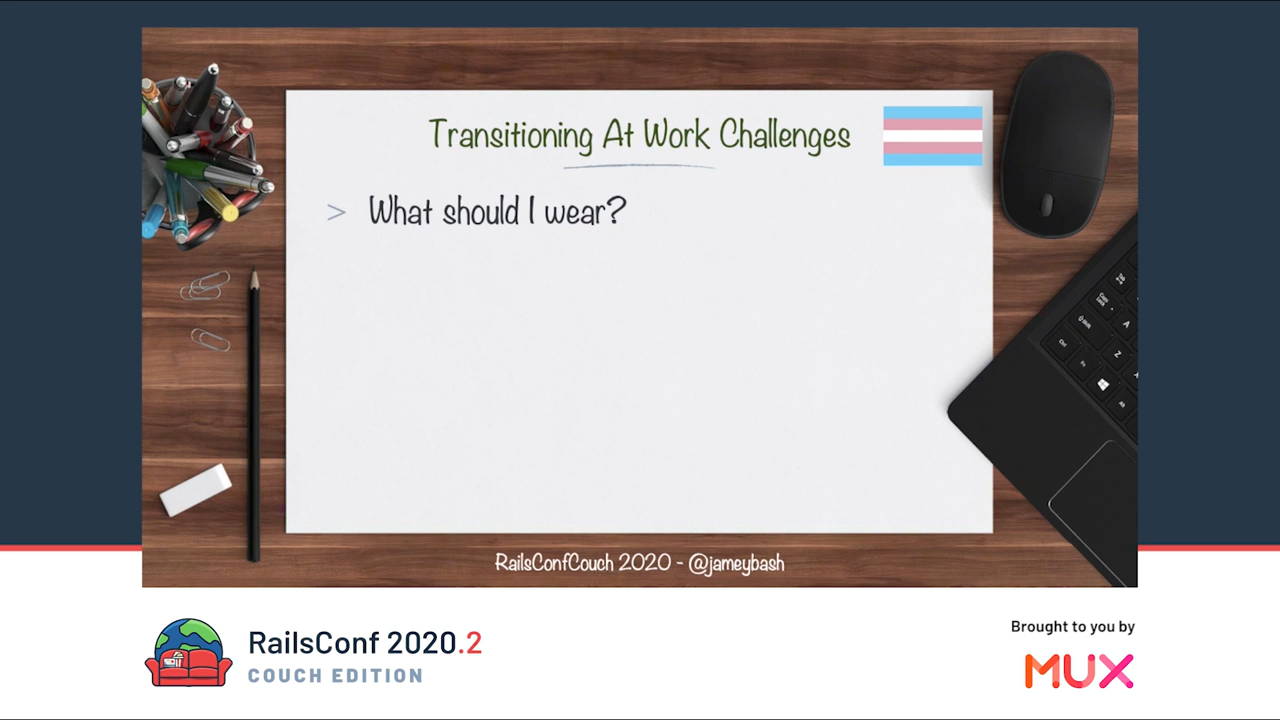 Transitioning At Work Challenges
> What should I wear?
RailsConfCouch 2020 - @jameybash
RailsConf 2020.2
COUCH EDITION
Brought to you by
MUX